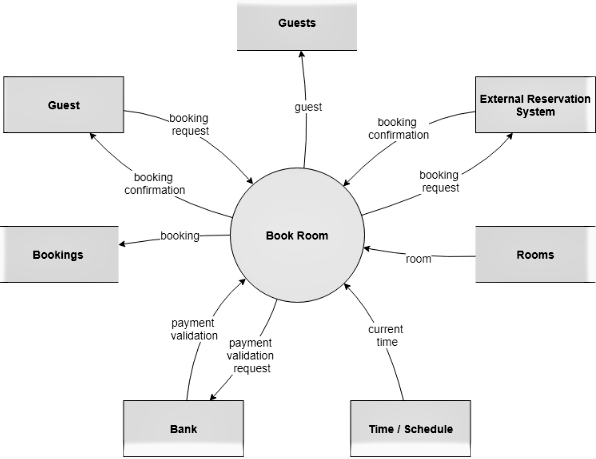 Guests
Guest
External Reservation
System
booking
request
guest
booking
confirmation
booking
confirmation
booking
request
Bookings
booking
Book Room
room
Rooms
payment
validation
payment
validation
request
current
time
Bank
Time / Schedule